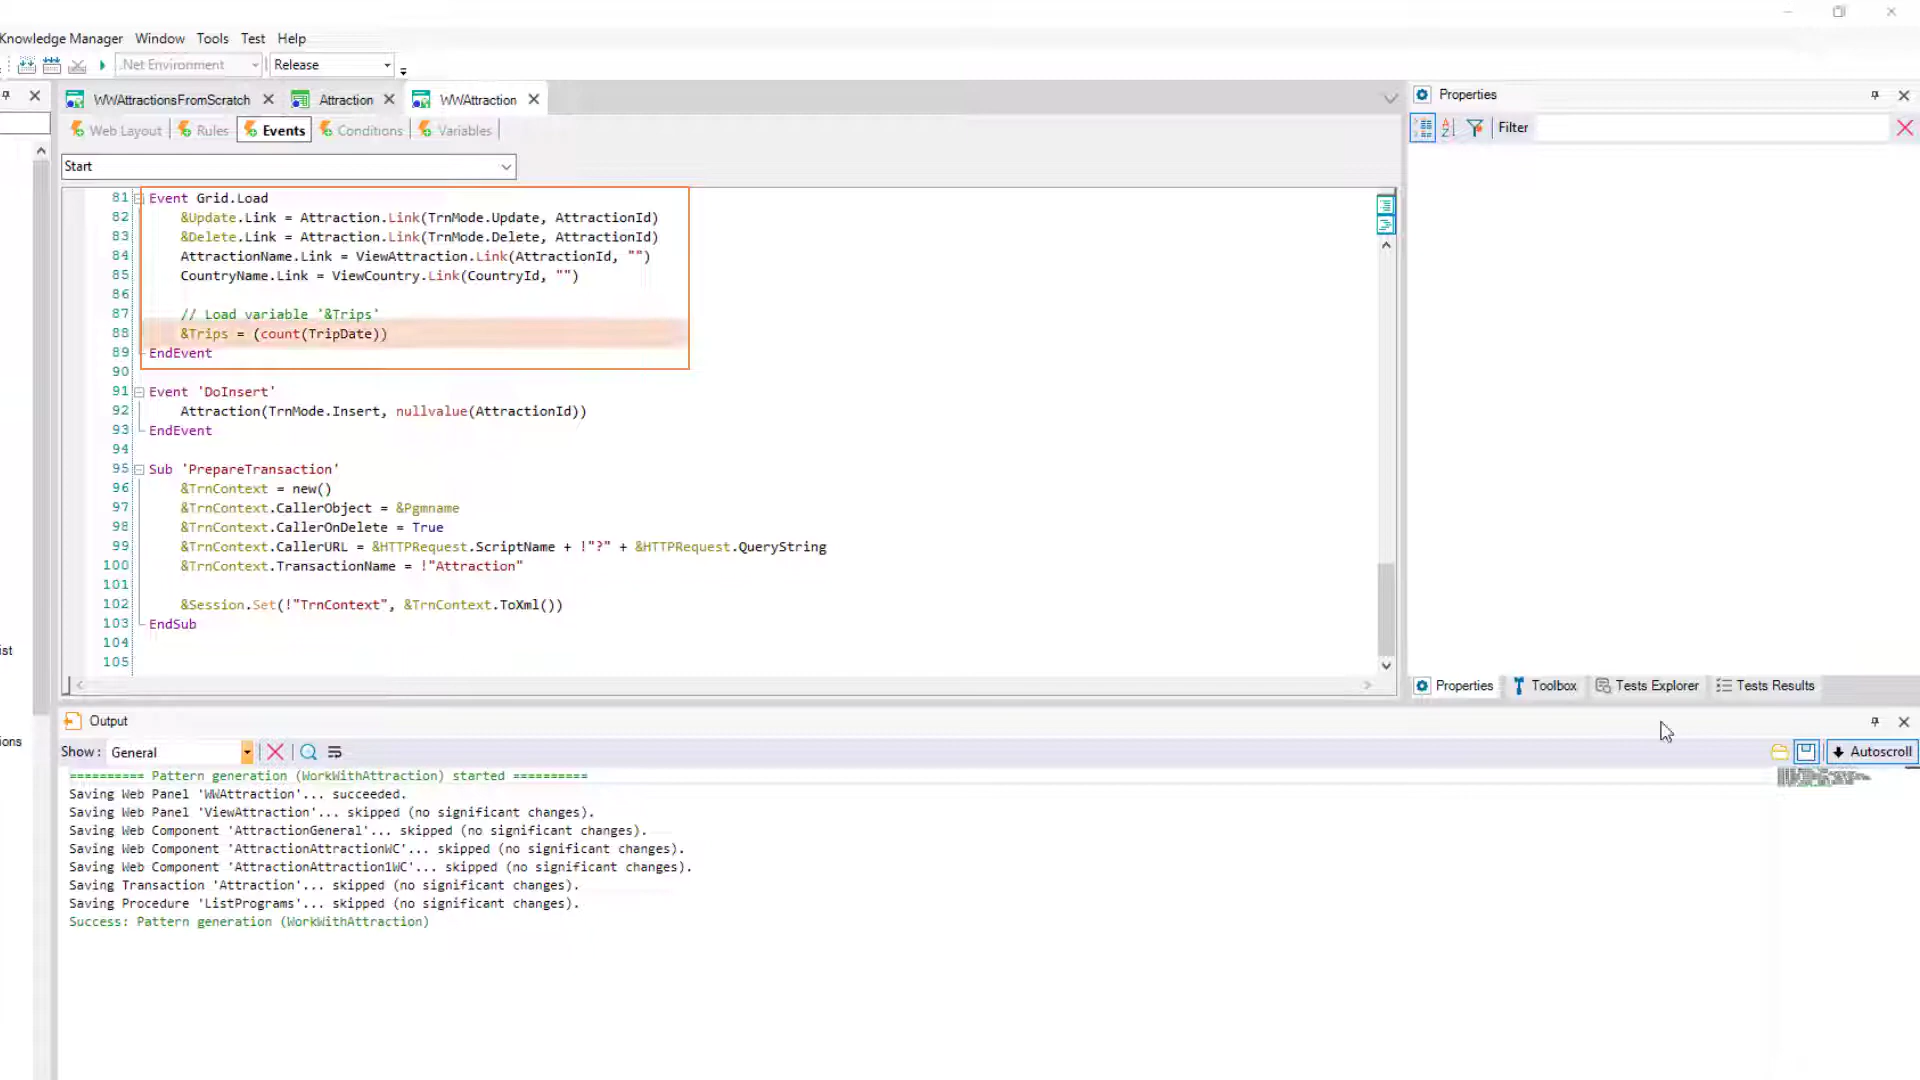 Knowledge Manager Window Tools Test Help
.Net Environment Release
WWAttractionsFromScratch Attraction WWAttraction
Web Layout Rules Events Conditions Variables
Start
81 Event Grid.Load
82 &Update.Link = Attraction.Link(TrnMode.Update, AttractionId)
83 &Delete.Link = Attraction.Link(TrnMode.Delete, AttractionId)
84 AttractionName.Link = ViewAttraction.Link(AttractionId, "")
85 CountryName.Link = ViewCountry.Link(CountryId, "")
86
87 // Load variable '&Trips'
88 &Trips = (count(TripDate))
89 EndEvent
90
91 Event 'DoInsert'
92 Attraction(TrnMode.Insert, nullvalue(AttractionId))
93 EndEvent
94
95 Sub 'PrepareTransaction'
96 &TrnContext = new()
97 &TrnContext.CallerObject = &Pgmname
98 &TrnContext.CallerOnDelete = True
99 &TrnContext.CallerURL = &HTTPRequest.ScriptName + !"?" + &HTTPRequest.QueryString
100 &TrnContext.TransactionName = !"Attraction"
101
102 &Session.Set(!"TrnContext", &TrnContext.ToXml())
103 EndSub
104
105
ist
ions
Properties
Filter
Properties Toolbox Tests Explorer Tests Results
Output
Show: General
Autoscroll
========== Pattern generation (WorkWithAttraction) started ==========
Saving Web Panel 'WWAttraction'... succeeded.
Saving Web Panel 'ViewAttraction'... skipped (no significant changes).
Saving Web Component 'AttractionGeneral'... skipped (no significant changes).
Saving Web Component 'AttractionAttractionWC'... skipped (no significant changes).
Saving Web Component 'AttractionAttraction1WC'... skipped (no significant changes).
Saving Transaction 'Attraction'... skipped (no significant changes).
Saving Procedure 'ListPrograms'... skipped (no significant changes).
Success: Pattern generation (WorkWithAttraction)